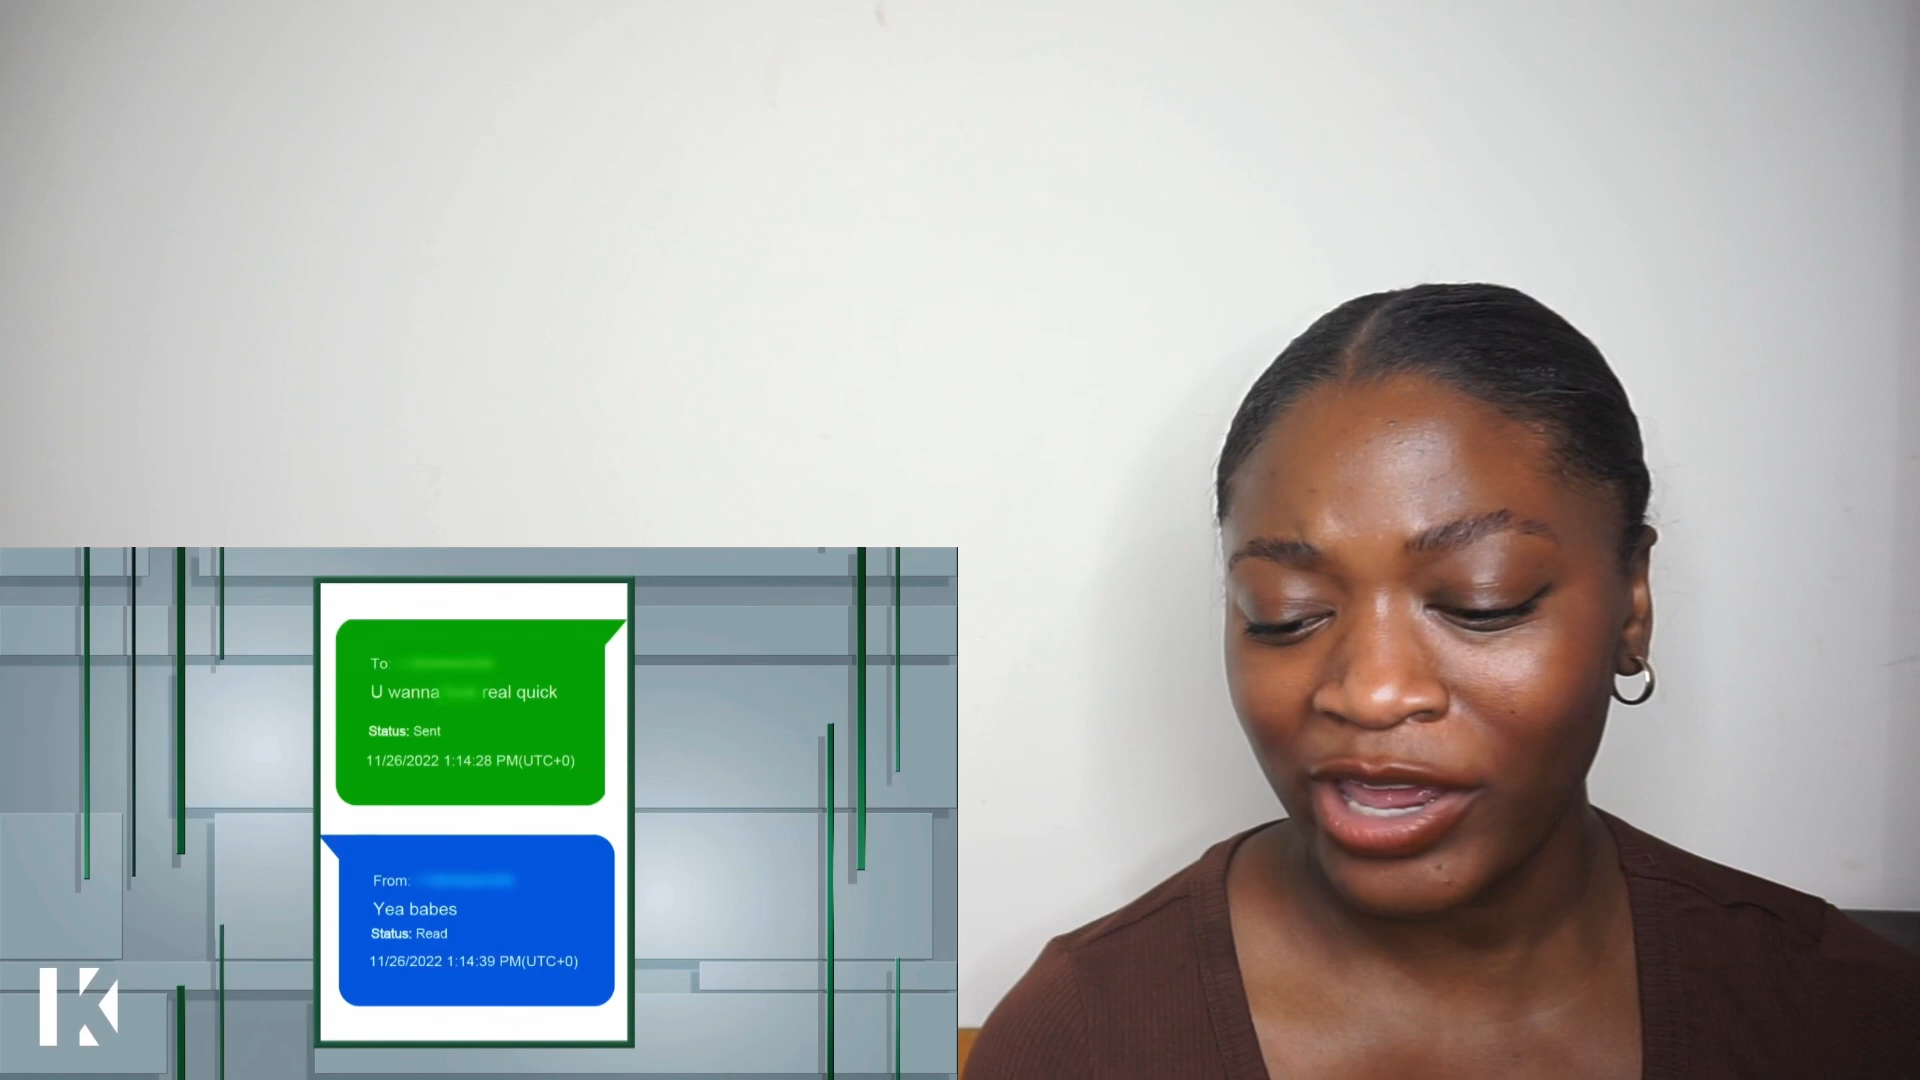 To:
U wanna real quick
Status: Sent
11/26/2022 1:14:28 PM(UTC+0)
From:
Yea babes
Status: Read
11/26/2022 1:14:39 PM(UTC+0)
K